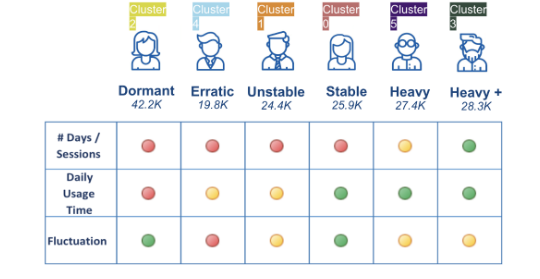 Cluster Cluster Cluster Cluster Cluster Cluster
2 4 1 0 5 3
Dormant Erratic Unstable Stable Heavy Heavy +
42.2K 19.8K 24.4K 25.9K 27.4K 28.3K
# Days /
Sessions
Daily
Usage
Time
Fluctuation